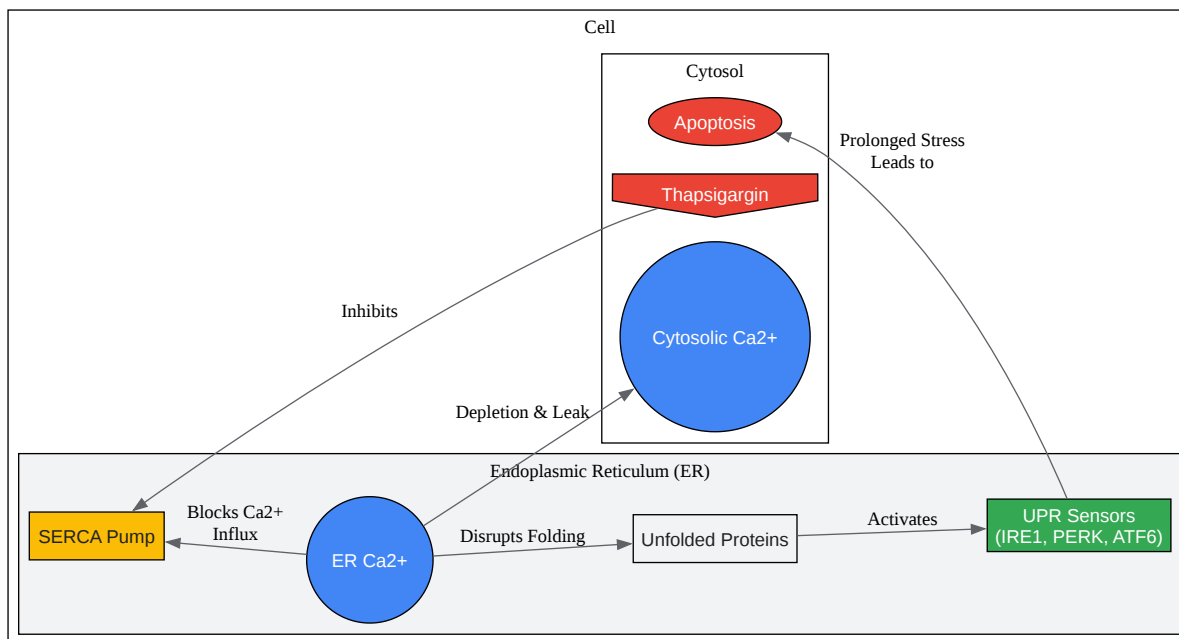 Cell
Cytosol
Apoptosis
Prolonged Stress
Leads to
Thapsigargin
Inhibits
Cytosolic Ca2+
Depletion & Leak
Endoplasmic Reticulum (ER)
Blocks Ca2+
Influx
SERCA Pump
ER Ca2+
Disrupts Folding
Unfolded Proteins
Activates
UPR Sensors
(IRE1, PERK, ATF6)